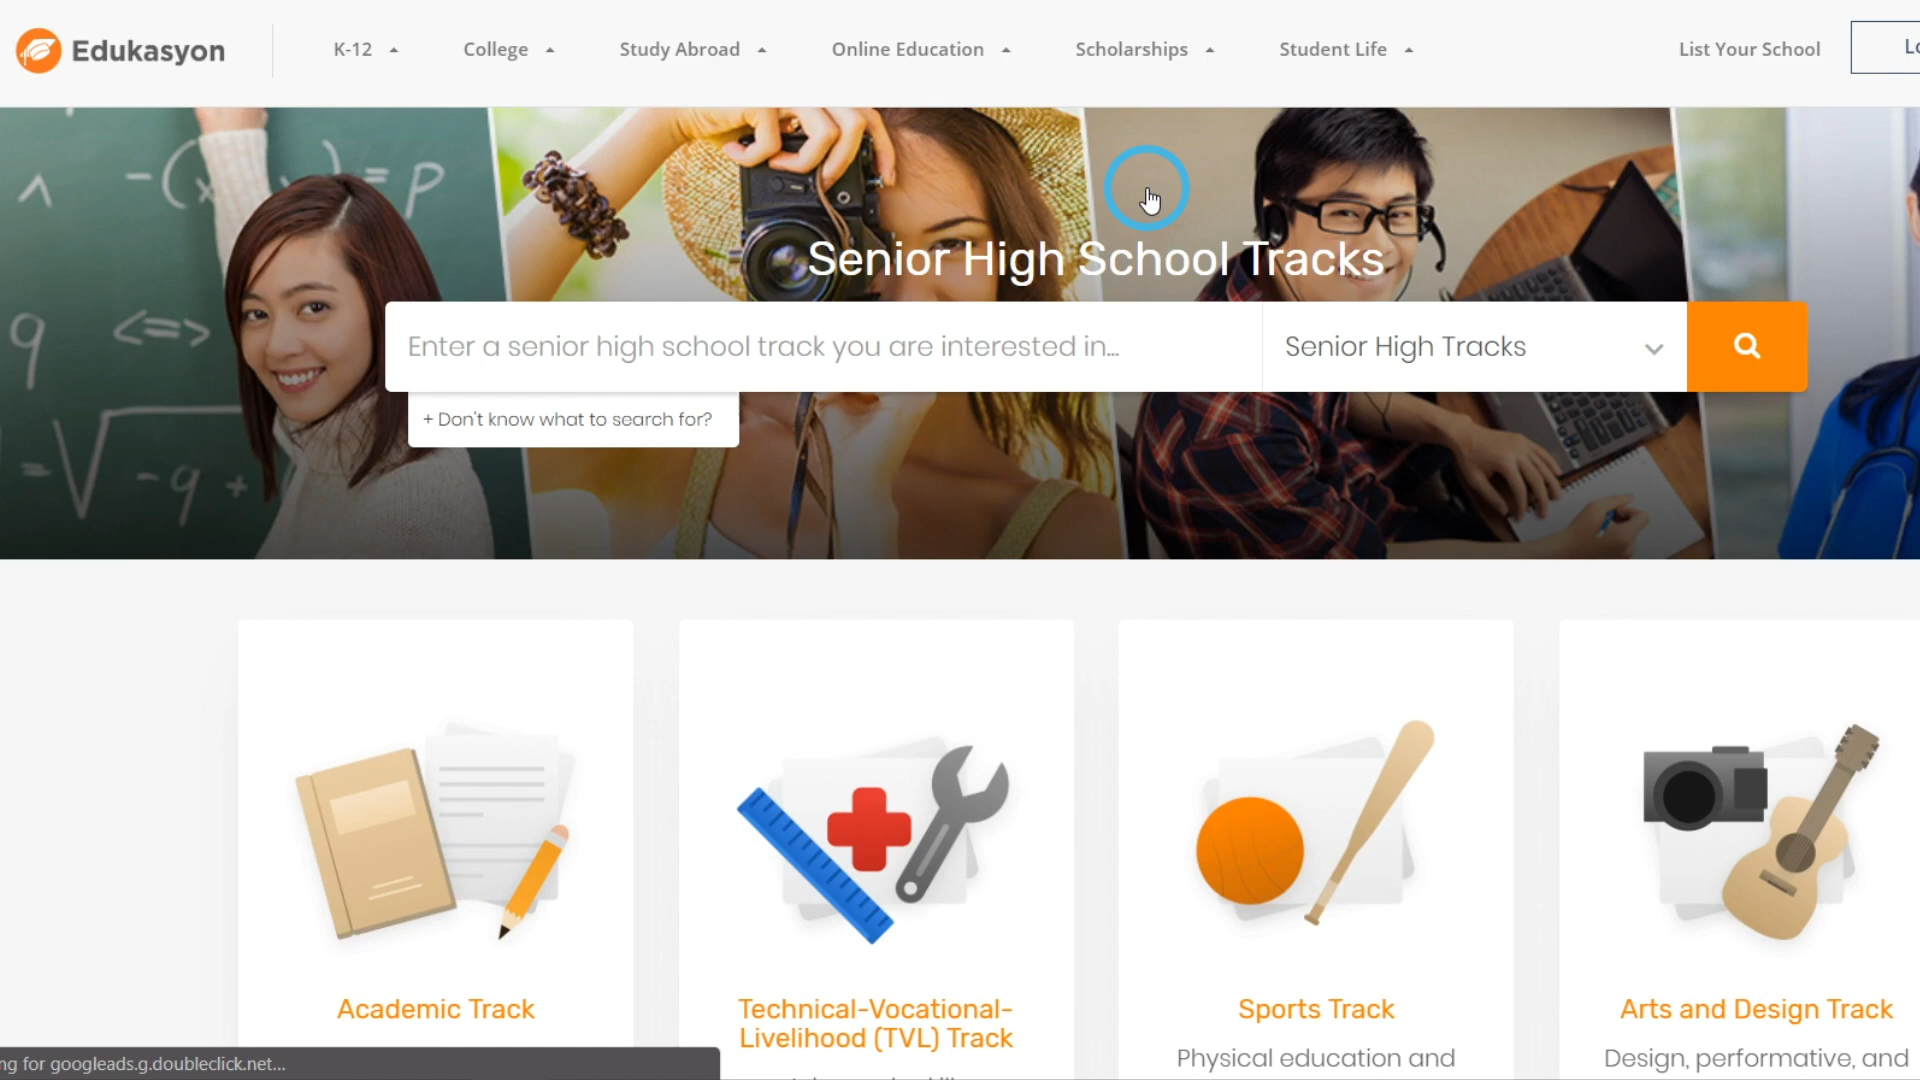 Edukasyon
K-12
College
Study Abroad
Online Education
Scholarships
Student Life
List Your School
-(x = p
Senior High School Tracks
Enter a senior high school track you are interested in...
Senior High Tracks
9 <=>
+ Don't know what to search for?
= √-9 +
Academic Track
Technical-Vocational-
Livelihood (TVL) Track
Sports Track
Arts and Design Track
Physical education and
Design, performative, and
ng for googleads.g.doubleclick.net...